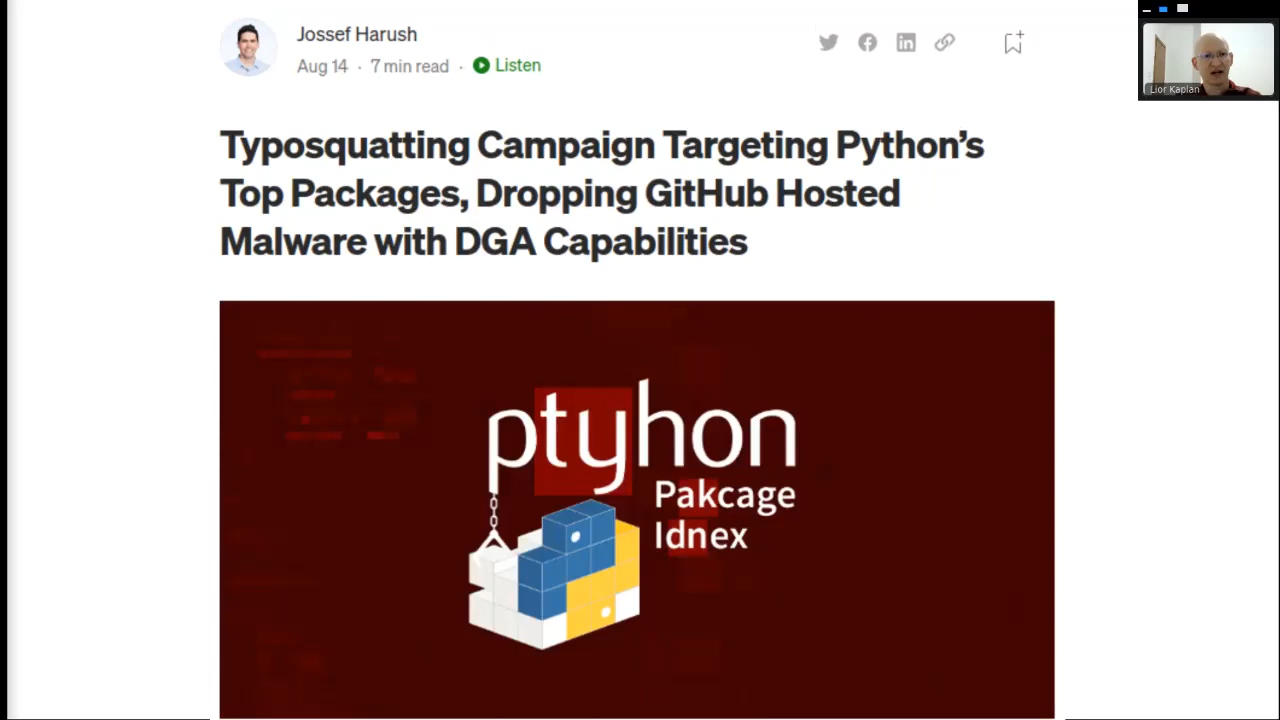 Jossef Harush
Aug 14 · 7 min read · Listen
Lior Kaplan
Typosquatting Campaign Targeting Python’s
Top Packages, Dropping GitHub Hosted
Malware with DGA Capabilities
ptyhon
Pakcage
Idnex